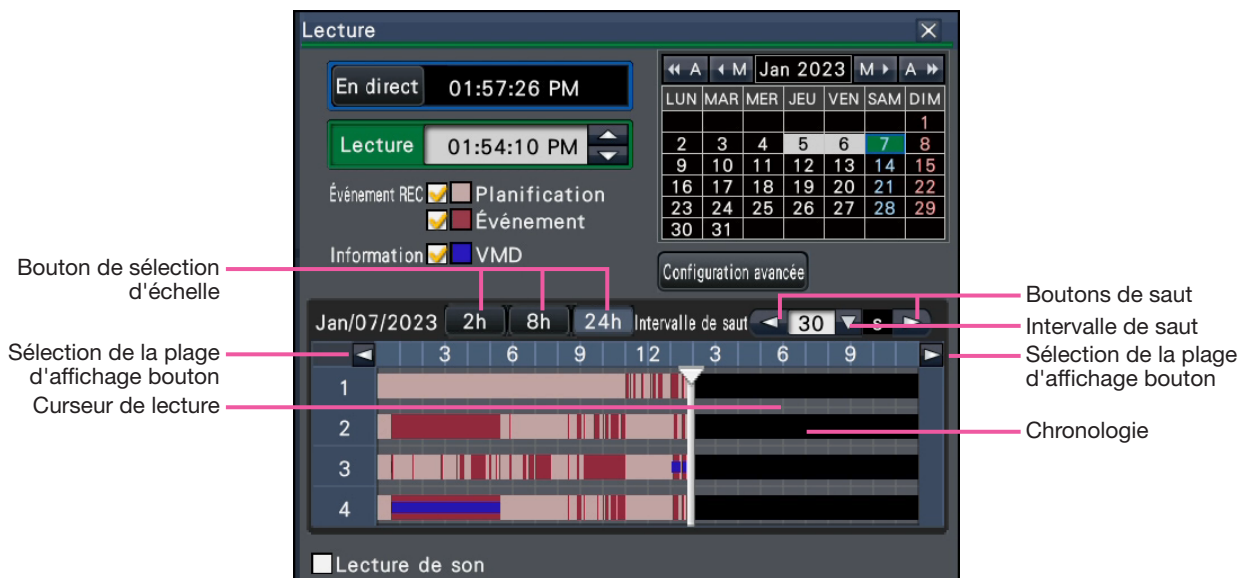 Lecture
En direct 01:57:26 PM
Lecture 01:54:10 PM
Événement REC Planification
Événement
Information VMD
A M Jan 2023 M A
LUN MAR MER JEU VEN SAM DIM
1
2 3 4 5 6 7 8
9 10 11 12 13 14 15
16 17 18 19 20 21 22
23 24 25 26 27 28 29
30 31
Configuration avancée
Bouton de sélection
d'échelle
Jan/07/2023 2h 8h 24h Intervalle de saut 30 s
3 6 9 12 3 6 9
1
2
3
4
Sélection de la plage
d'affichage bouton
Curseur de lecture
Boutons de saut
Intervalle de saut
Sélection de la plage
d'affichage bouton
Chronologie
Lecture de son